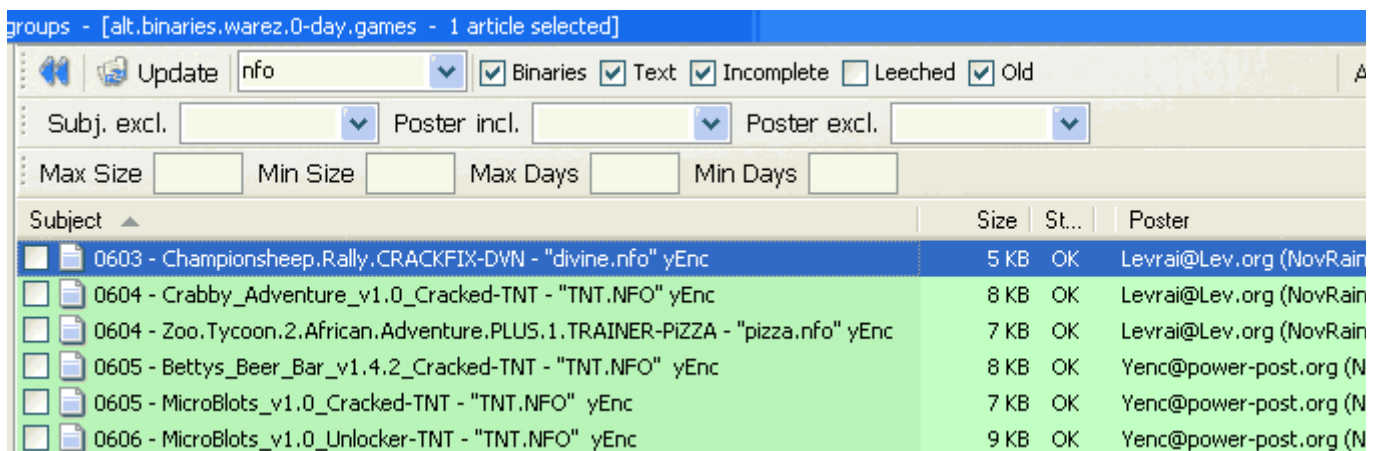 groups - [alt.binaries.warez.0-day.games - 1 article selected]
Update nfo Binaries Text Incomplete Leeched Old
Subj. excl. Poster incl. Poster excl.
Max Size Min Size Max Days Min Days
Subject Size St... Poster
0603 - Championsheep.Rally.CRACKFIX-DVN - "divine.nfo" yEnc 5 KB OK Levrai@Lev.org (NovRain
0604 - Crabby_Adventure_v1.0_Cracked-TNT - "TNT.NFO" yEnc 8 KB OK Levrai@Lev.org (NovRain
0604 - Zoo.Tycoon.2.African.Adventure.PLUS.1.TRAINER-PiZZA - "pizza.nfo" yEnc 7 KB OK Levrai@Lev.org (NovRain
0605 - Bettys_Beer_Bar_v1.4.2_Cracked-TNT - "TNT.NFO" yEnc 8 KB OK Yenc@power-post.org (N
0605 - MicroBlots_v1.0_Cracked-TNT - "TNT.NFO" yEnc 7 KB OK Yenc@power-post.org (N
0606 - MicroBlots_v1.0_Unlocker-TNT - "TNT.NFO" yEnc 9 KB OK Yenc@power-post.org (N